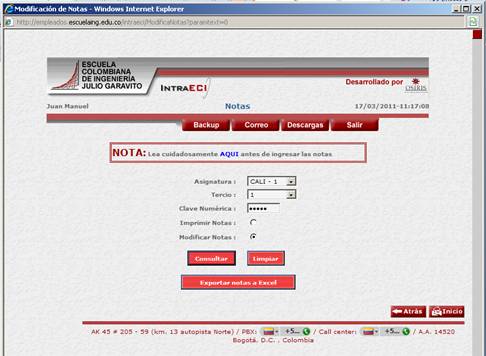 Modificación de Notas - Windows Internet Explorer
http://empleados.escuelaing.edu.co/intraeci/ModificaNotas?paramtext=0
ESCUELA
COLOMBIANA
DE INGENIERÍA
JULIO GARAVITO
INTRAECI
Desarrollado por
OSIRIS
Juan Manuel
Notas
17/03/2011-11:17:08
Backup
Correo
Descargas
Salir
NOTA: Lea cuidadosamente AQUI antes de ingresar las notas
Asignatura : CALI - 1
Tercio : 1
Clave Numérica : •••••
Imprimir Notas :
Modificar Notas :
Consultar
Limpiar
Exportar notas a Excel
Atrás
Inicio
AK 45 # 205 - 59 (km. 13 autopista Norte) / PBX: +5... / Call center: +5... / A.A. 14520
Bogotá, D.C. , Colombia